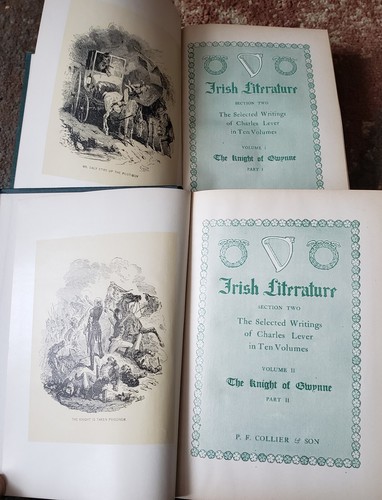 Irish Literature
SECTION TWO
The Selected Writings
of Charles Lever
in Ten Volumes
VOLUME I
The Knight of Gwynne
PART I
Irish Literature
SECTION TWO
The Selected Writings
of Charles Lever
in Ten Volumes
VOLUME II
The Knight of Gwynne
PART II
P. F. COLLIER & SON